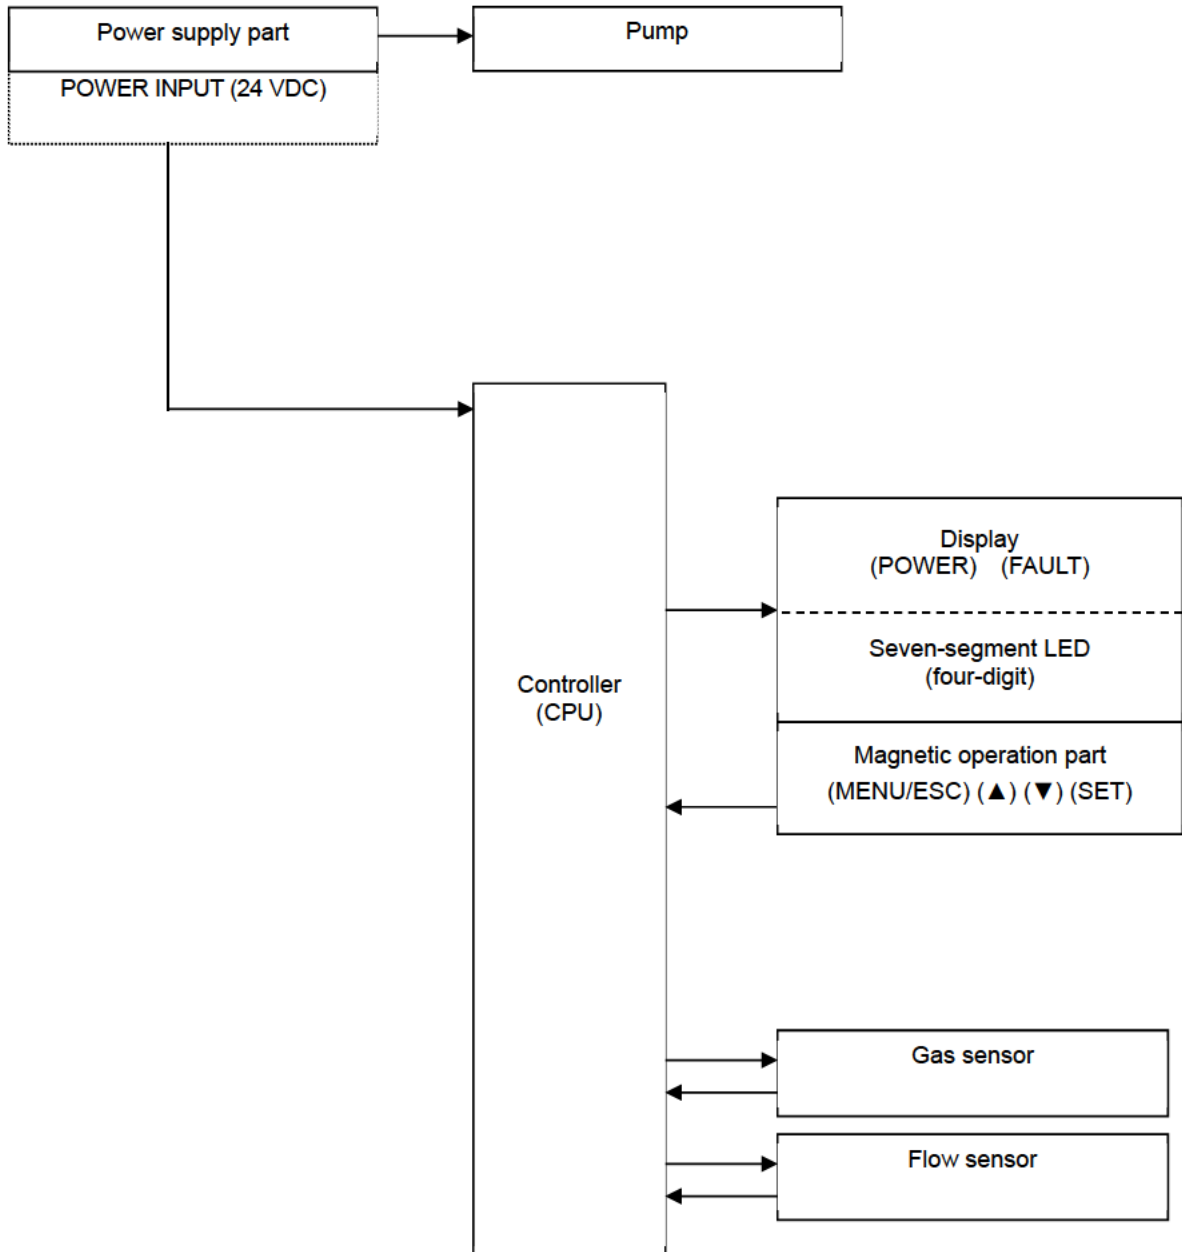 Power supply part
Pump
POWER INPUT (24 VDC)
Display
(POWER) (FAULT)
Seven-segment LED
(four-digit)
Controller
(CPU)
Magnetic operation part
(MENU/ESC) (▲) (▼) (SET)
Gas sensor
Flow sensor